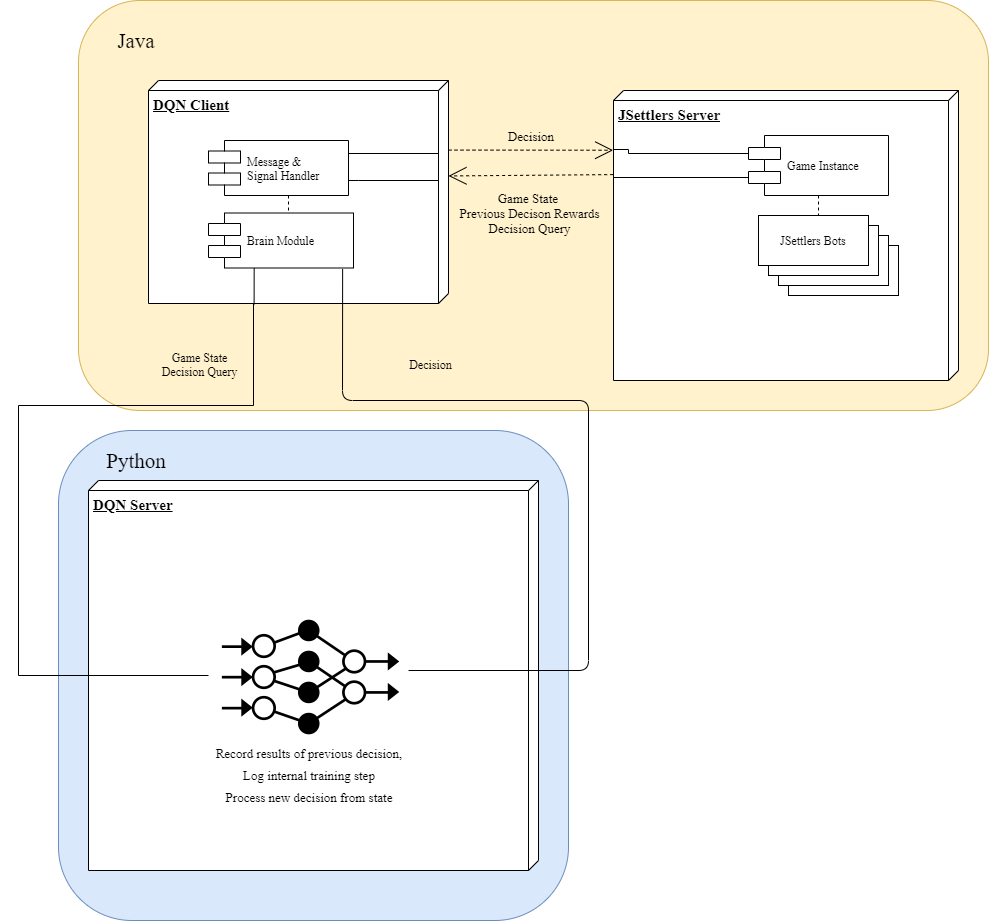 Java
DQN Client
Message &
Signal Handler
Brain Module
Decision
Game State
Previous Decison Rewards
Decision Query
JSettlers Server
Game Instance
JSettlers Bots
Game State
Decision Query
Decision
Python
DQN Server
Record results of previous decision,
Log internal training step
Process new decision from state